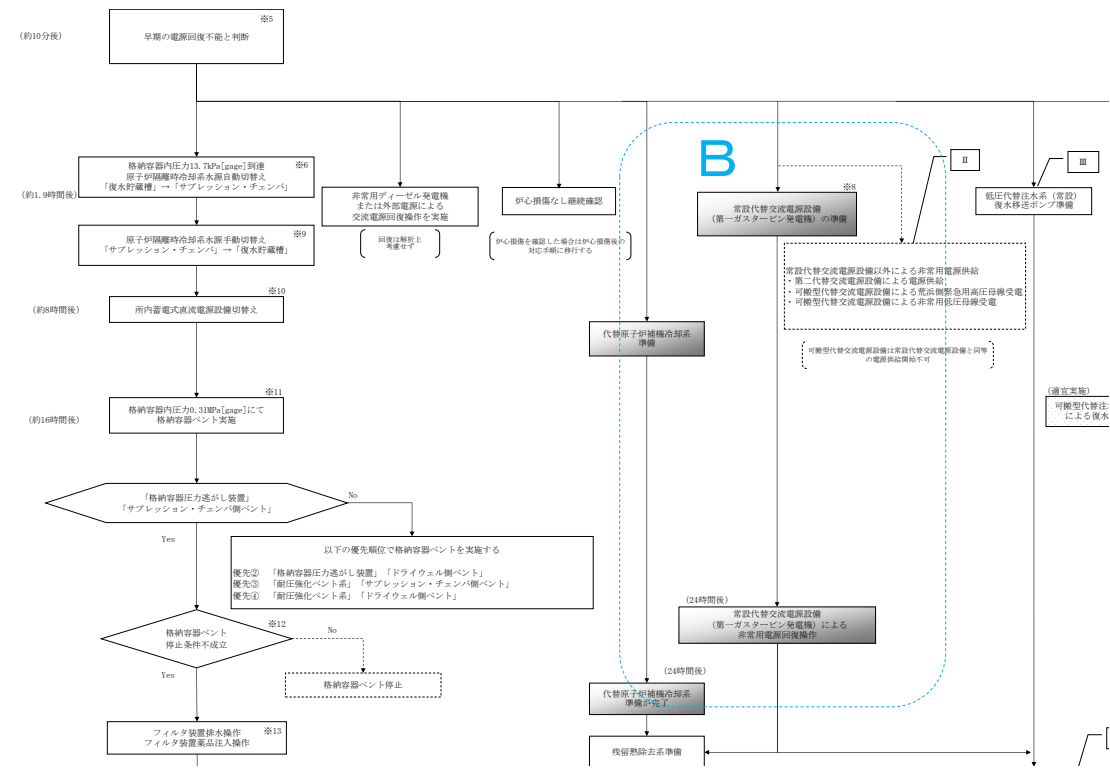 ※5
(約10分後)
早期の電源回復不能と判断
B
Ⅱ
Ⅲ
格納容器内圧力13.7kPa[gage]到達
※6
原子炉隔離時冷却系水源自動切替え
「復水貯蔵槽」→「サプレッション・チェンバ」
(約1.9時間後)
非常用ディーゼル発電機
または外部電源による
交流電源回復操作を実施
回復は解析上
考慮せず
炉心損傷なし継続確認
炉心損傷を確認した場合は炉心損傷後の
対応手順に移行する
※8
常設代替交流電源設備
(第一ガスタービン発電機)の準備
低圧代替注水系(常設)
復水移送ポンプ準備
※9
原子炉隔離時冷却系水源手動切替え
「サプレッション・チェンバ」→「復水貯蔵槽」
常設代替交流電源設備以外による非常用電源供給
・第二代替交流電源設備による電源供給
・可搬型代替交流電源設備による荒浜側緊急用高圧母線受電
・可搬型代替交流電源設備による非常用低圧母線受電
可搬型代替交流電源設備は常設代替交流電源設備と同等
の電源供給開始不可
※10
(約8時間後)
所内蓄電式直流電源設備切替え
代替原子炉補機冷却系
準備
※11
(約16時間後)
格納容器内圧力0.31MPa[gage]にて
格納容器ベント実施
(適宜実施)
可搬型代替注
による復水
「格納容器圧力逃がし装置」
「サプレッション・チェンバ側ベント」
No
Yes
以下の優先順位で格納容器ベントを実施する
優先② 「格納容器圧力逃がし装置」「ドライウェル側ベント」
優先③ 「耐圧強化ベント系」「サプレッション・チェンバ側ベント」
優先④ 「耐圧強化ベント系」「ドライウェル側ベント」
(24時間後)
常設代替交流電源設備
(第一ガスタービン発電機)による
非常用電源回復操作
※12
格納容器ベント
停止条件不成立
No
Yes
格納容器ベント停止
(24時間後)
代替原子炉補機冷却系
準備が完了
※13
フィルタ装置排水操作
フィルタ装置薬品注入操作
残留熱除去系準備